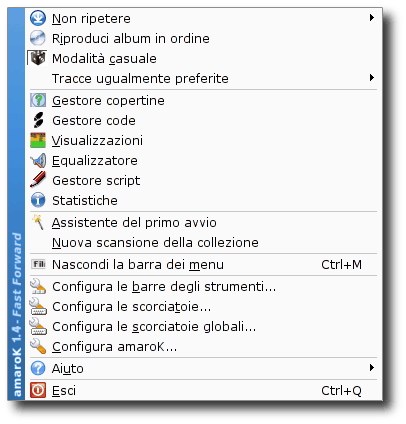 Non ripetere
Riproduci album in ordine
Modalità casuale
Tracce ugualmente preferite
Gestore copertine
Gestore code
Visualizzazioni
Equalizzatore
Gestore script
Statistiche
Assistente del primo avvio
Nuova scansione della collezione
Fili Nascondi la barra dei menu Ctrl+M
Configura le barre degli strumenti...
Configura le scorciatoie...
Configura le scorciatoie globali...
Configura amaroK...
Aiuto
Esci Ctrl+Q
amaroK 1.4 - Fast Forward